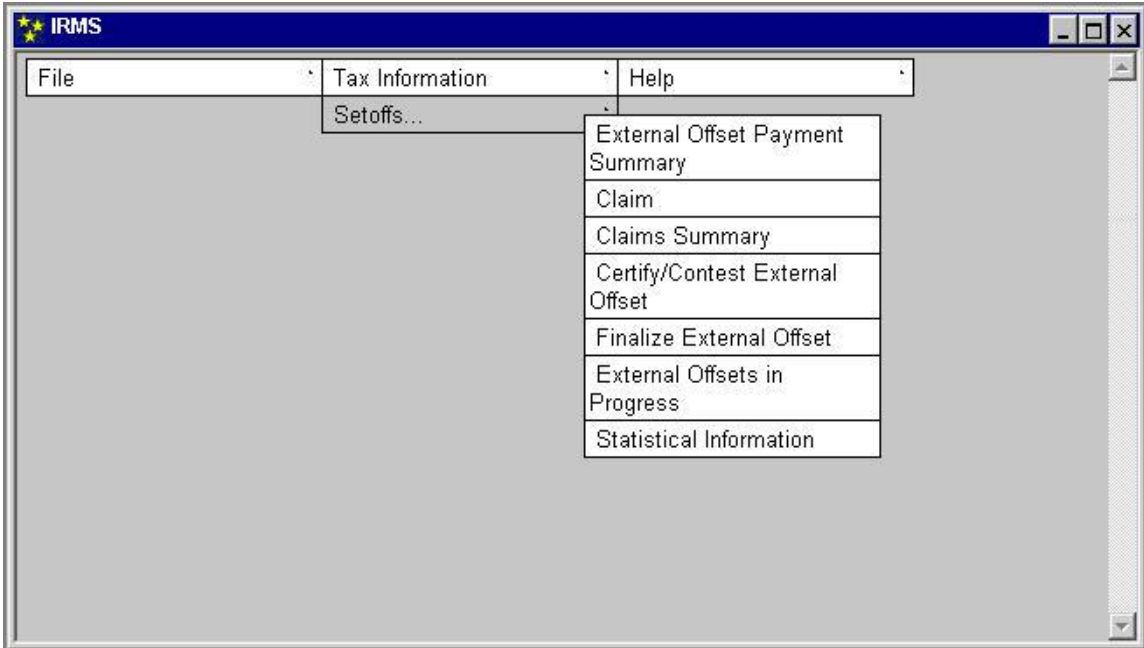 IRMS
File
Tax Information
Help
Setoffs...
External Offset Payment
Summary
Claim
Claims Summary
Certify/Contest External
Offset
Finalize External Offset
External Offsets in
Progress
Statistical Information